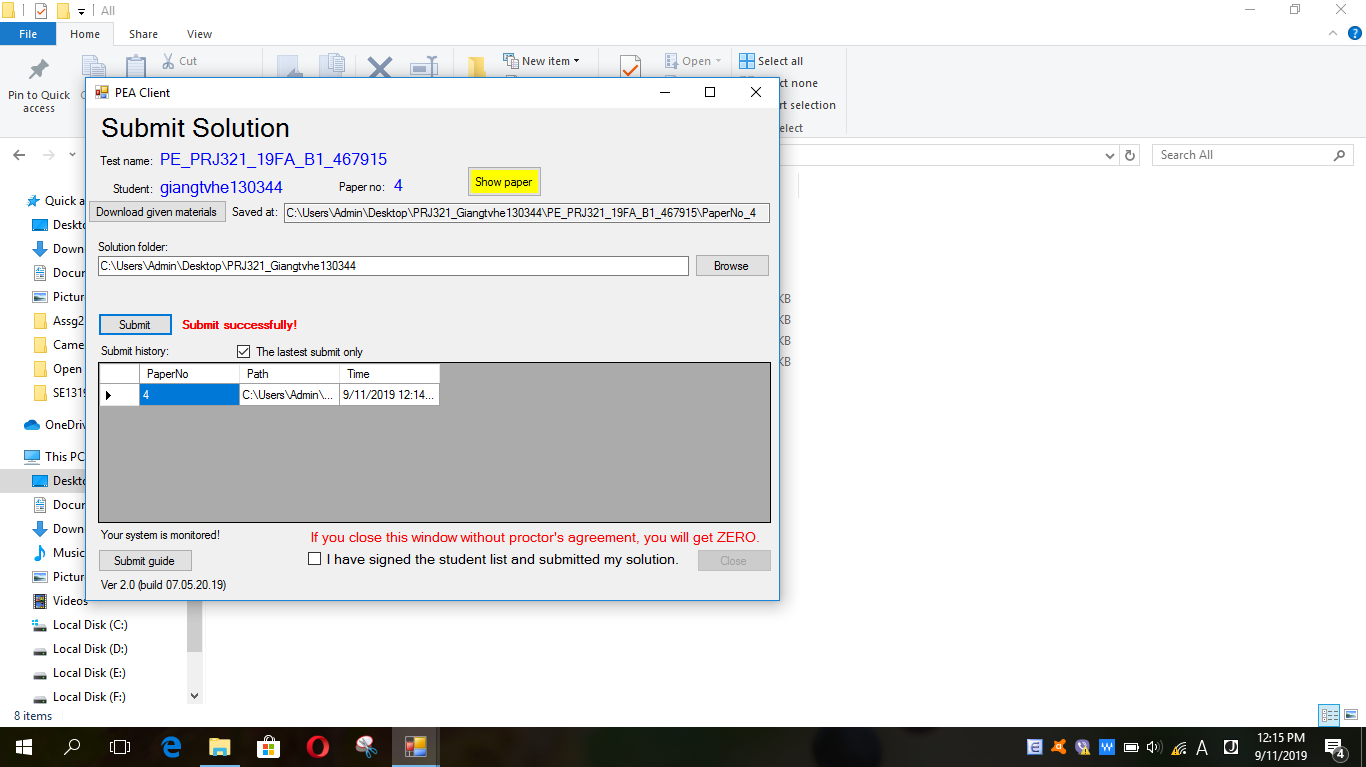 All
File Home Share View
Cut
New item
Open
Select all
Pin to Quick access
ct none
rt selection
elect
PEA Client
Submit Solution
Test name: PE_PRJ321_19FA_B1_467915
Student: giangtvhe130344 Paper no: 4 Show paper
Download given materials Saved at: C:\Users\Admin\Desktop\PRJ321_Giangtvhe130344\PE_PRJ321_19FA_B1_467915\PaperNo_4
Solution folder:
C:\Users\Admin\Desktop\PRJ321_Giangtvhe130344 Browse
Submit Submit successfully!
Submit history: The lastest submit only
PaperNo Path Time
4 C:\Users\Admin\... 9/11/2019 12:14...
Your system is monitored! If you close this window without proctor's agreement, you will get ZERO.
Submit guide I have signed the student list and submitted my solution. Close
Ver 2.0 (build 07.05.20.19)
Search All
KB
KB
KB
KB
Quick a
Deskto
Down
Docur
Pictur
Assg2
Came
Open
SE1319
OneDriv
This PC
Deskto
Docur
Down
Music
Pictur
Videos
Local Disk (C:)
Local Disk (D:)
Local Disk (E:)
Local Disk (F:)
8 items
12:15 PM
9/11/2019
4